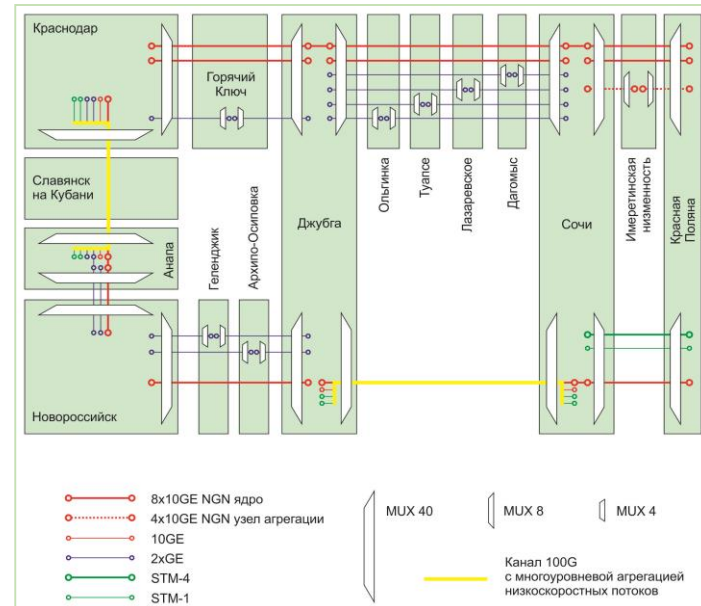 Краснодар
Горячий
Ключ
Славянск
на Кубани
Анапа
Геленджик
Архипо-Осиповка
Джубга
Ольгинка
Туапсе
Лазаревское
Дагомыс
Сочи
Имеретинская
низменность
Красная
Поляна
Новороссийск
8x10GE NGN ядро
4x10GE NGN узел агрегации
10GE
2xGE
STM-4
STM-1
MUX 40
MUX 8
MUX 4
Канал 100G
с многоуровневой агрегацией
низкоскоростных потоков